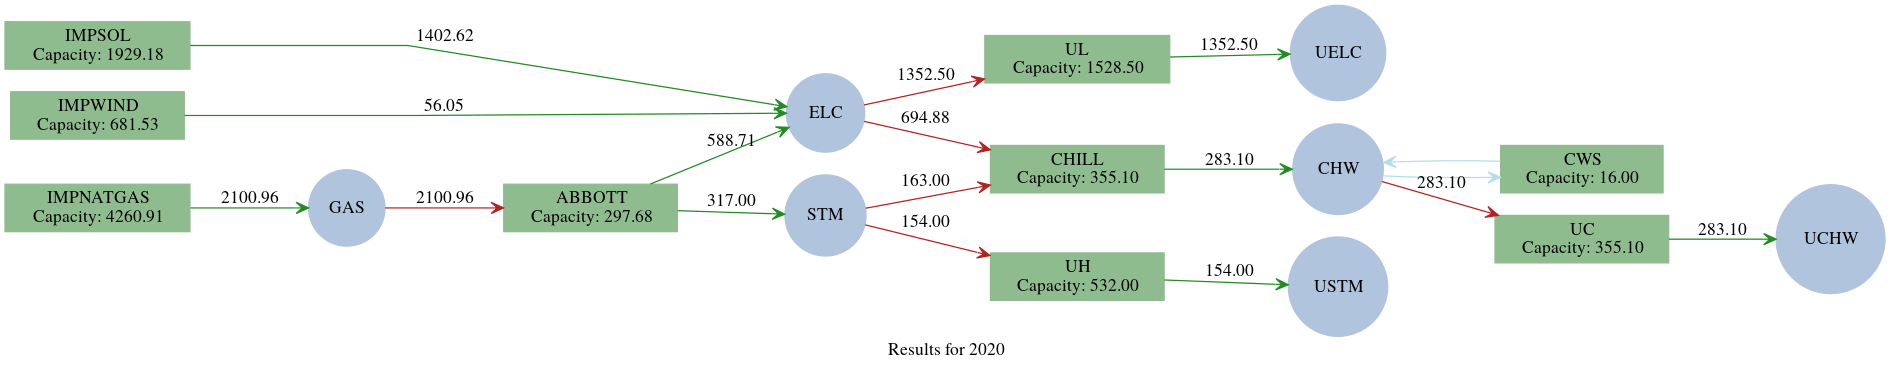 IMPSOL
Capacity: 1929.18
1402.62
IMPWIND
Capacity: 681.53
56.05
IMPNATGAS
Capacity: 4260.91
2100.96
GAS
2100.96
ABBOTT
Capacity: 297.68
588.71
317.00
ELC
STM
1352.50
694.88
163.00
154.00
UL
Capacity: 1528.50
1352.50
UELC
CHILL
Capacity: 355.10
283.10
CHW
UH
Capacity: 532.00
154.00
USTM
CWS
Capacity: 16.00
283.10
UC
Capacity: 355.10
283.10
UCHW
Results for 2020